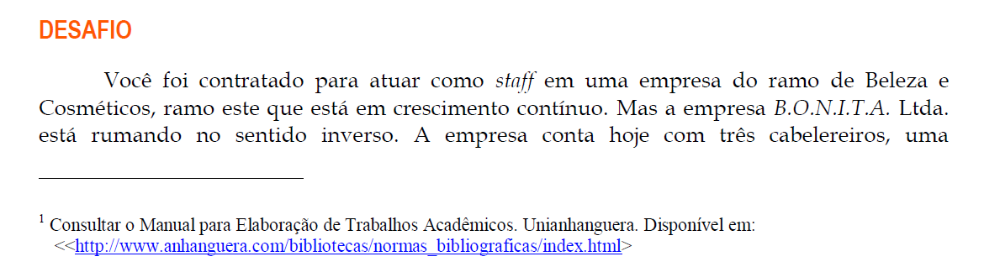 DESAFIO
Você foi contratado para atuar como staff em uma empresa do ramo de Beleza e
Cosméticos, ramo este que está em crescimento contínuo. Mas a empresa B.O.N.I.T.A. Ltda.
está rumando no sentido inverso. A empresa conta hoje com três cabelereiros, uma
1 Consultar o Manual para Elaboração de Trabalhos Acadêmicos. Unianhanguera. Disponível em:
<<http://www.anhanguera.com/bibliotecas/normas_bibliograficas/index.html>